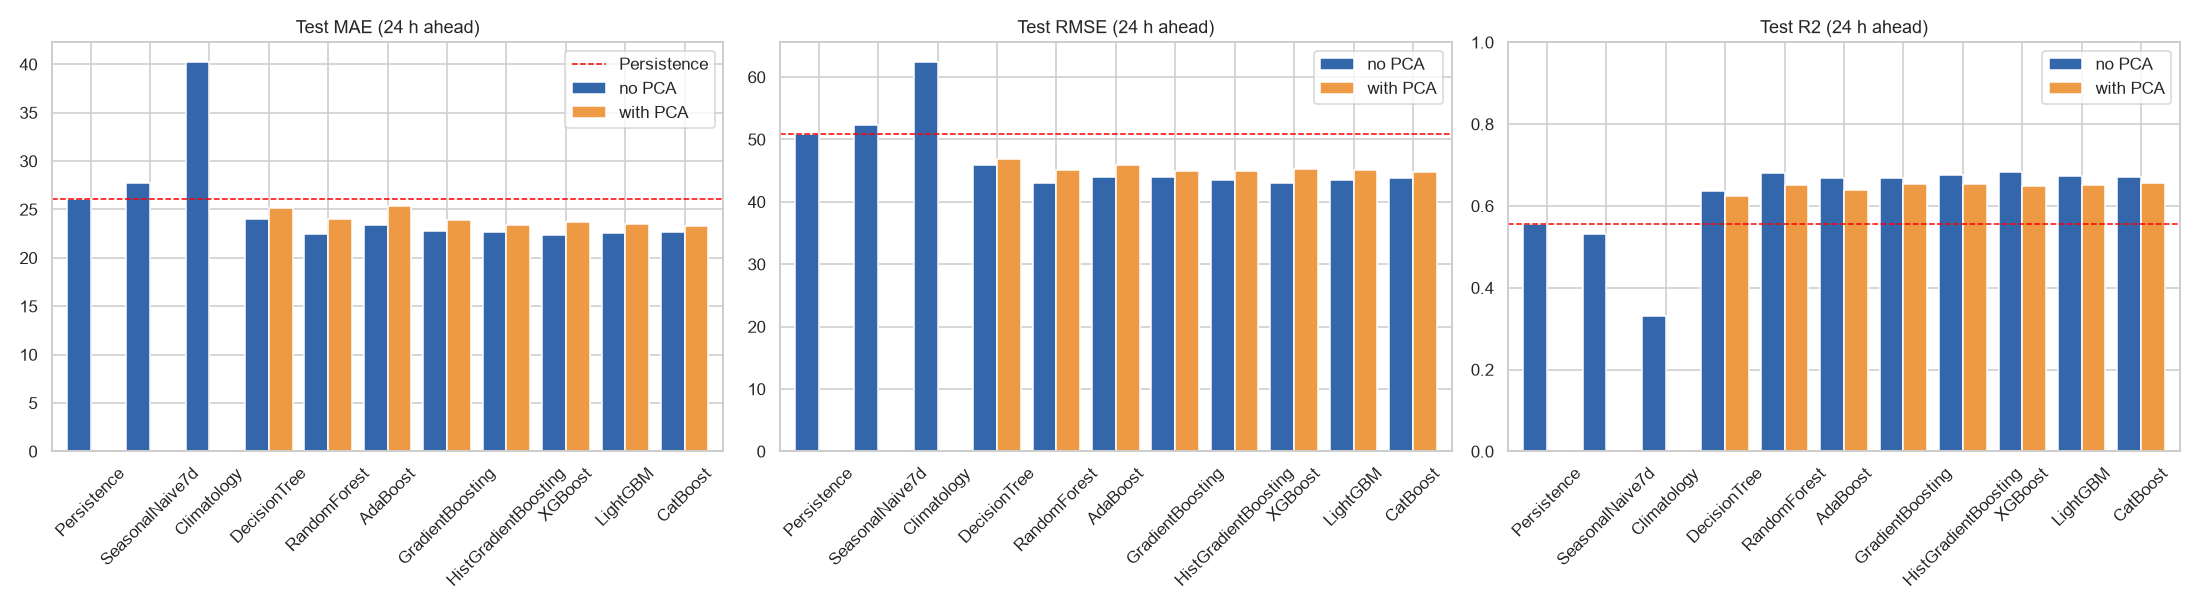 Test MAE (24 h ahead)
40
35
30
25
20
15
10
5
0
Persistence
no PCA
with PCA
Persistence
SeasonalNaive7d
Climatology
DecisionTree
RandomForest
AdaBoost
GradientBoosting
HistGradientBoosting
XGBoost
LightGBM
CatBoost
Test RMSE (24 h ahead)
60
50
40
30
20
10
0
no PCA
with PCA
Persistence
SeasonalNaive7d
Climatology
DecisionTree
RandomForest
AdaBoost
GradientBoosting
HistGradientBoosting
XGBoost
LightGBM
CatBoost
Test R2 (24 h ahead)
1.0
0.8
0.6
0.4
0.2
0.0
no PCA
with PCA
Persistence
SeasonalNaive7d
Climatology
DecisionTree
RandomForest
AdaBoost
GradientBoosting
HistGradientBoosting
XGBoost
LightGBM
CatBoost